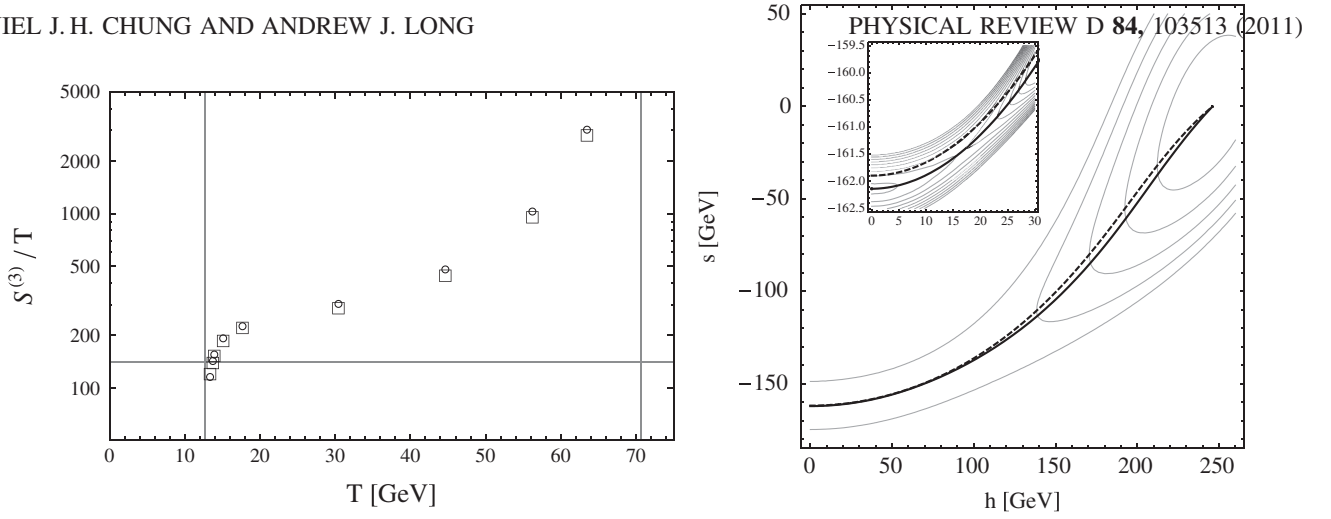 IEL J. H. CHUNG AND ANDREW J. LONG
PHYSICAL REVIEW D 84, 103513 (2011)
5000
2000
1000
500
200
100
S(3) / T
0 10 20 30 40 50 60 70
T [GeV]
50
0
−50
−100
−150
s [GeV]
−159.5
−160.0
−160.5
−161.0
−161.5
−162.0
−162.5
0 5 10 15 20 25 30
0 50 100 150 200 250
h [GeV]